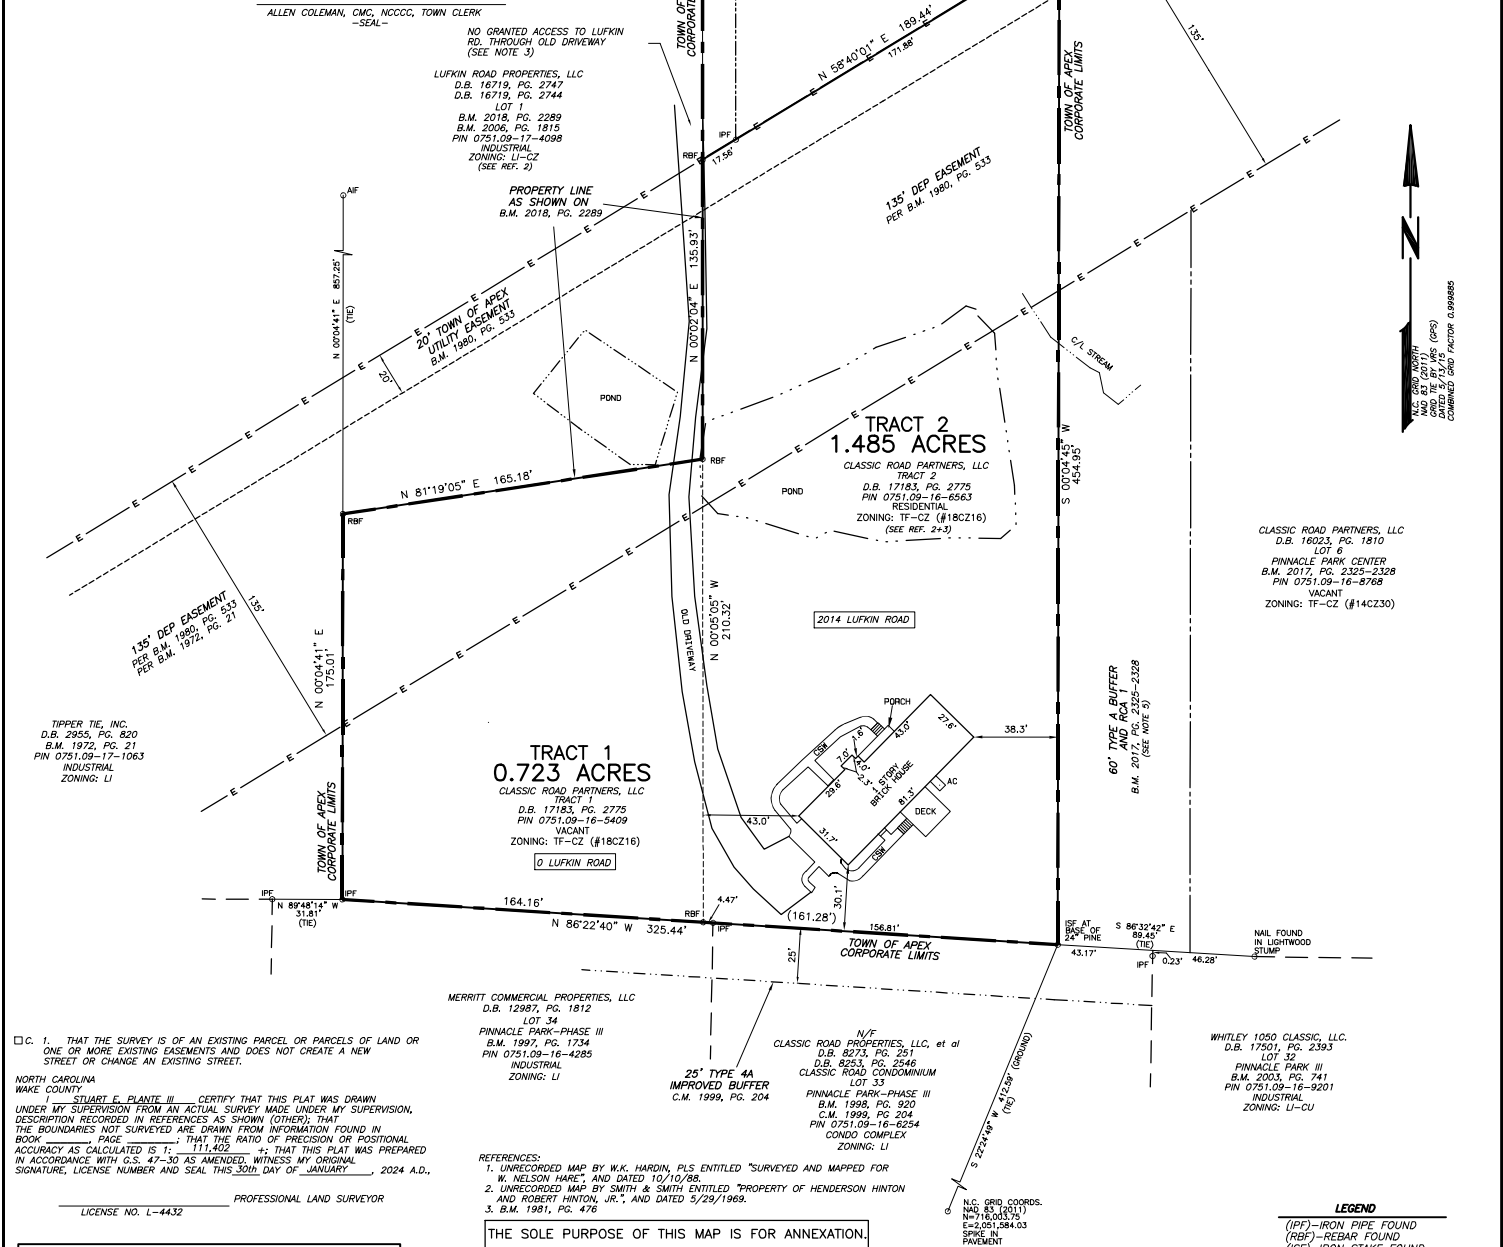 ALLEN COLEMAN, CMC, NCCCC, TOWN CLERK
-SEAL-
NO GRANTED ACCESS TO LUFKIN
RD. THROUGH OLD DRIVEWAY
(SEE NOTE 3)
LUFKIN ROAD PROPERTIES, LLC
D.B. 16719, PG. 2747
D.B. 16719, PG. 2744
LOT 1
B.M. 2018, PG. 2289
B.M. 2006, PG. 1815
PIN 0751.09-17-4098
INDUSTRIAL
ZONING: LI-CZ
(SEE REF. 2)
TOWN OF
CORPORATE
N 58°40'01" E 189.44'
171.88'
TOWN OF APEX
CORPORATE LIMITS
135'
IPF
RBF
17.56'
135' DEP EASEMENT
PER B.M. 1980, PG. 533
AIF
PROPERTY LINE
AS SHOWN ON
B.M. 2018, PG. 2289
N 00°04'41" E 857.25'
(TIE)
20' TOWN OF APEX
UTILITY EASEMENT
B.M. 1980, PG. 533
20'
N 00°02'04" E 135.93'
POND
C/L STREAM
N
N.C. GRID NORTH
NAD 83 (2011)
GRID TIE BY VRS (GPS)
DATED 5/13/15
COMBINED GRID FACTOR 0.999885
TRACT 2
1.485 ACRES
CLASSIC ROAD PARTNERS, LLC
TRACT 2
D.B. 17183, PG. 2775
PIN 0751.09-16-6563
RESIDENTIAL
ZONING: TF-CZ (#18CZ16)
(SEE REF. 2+3)
POND
S 00°04'45" W
454.95'
RBF
N 81°19'05" E 165.18'
RBF
CLASSIC ROAD PARTNERS, LLC
D.B. 16023, PG. 1810
LOT 6
PINNACLE PARK CENTER
B.M. 2017, PG. 2325-2328
PIN 0751.09-16-8768
VACANT
ZONING: TF-CZ (#14CZ30)
135' DEP EASEMENT
PER B.M. 1980, PG. 533
PER B.M. 1972, PG. 21
135'
N 00°04'41" E
175.01'
OLD DRIVEWAY
N 00°05'05" W
210.32'
2014 LUFKIN ROAD
60' TYPE A BUFFER
AND RCA 1
B.M. 2017, PG. 2325-2328
(SEE NOTE 5)
TIPPER TIE, INC.
D.B. 2955, PG. 820
B.M. 1972, PG. 21
PIN 0751.09-17-1063
INDUSTRIAL
ZONING: LI
TRACT 1
0.723 ACRES
CLASSIC ROAD PARTNERS, LLC
TRACT 1
D.B. 17183, PG. 2775
PIN 0751.09-16-5409
VACANT
ZONING: TF-CZ (#18CZ16)
0 LUFKIN ROAD
PORCH
27.6'
43.0'
38.3'
CSW
7.0'
4.0'
2.3'
29.6'
1 STORY
BRICK HOUSE
81.3'
AC
DECK
43.0'
31.7'
CSW
30.1'
TOWN OF APEX
CORPORATE LIMITS
IPF
IPF
N 89°48'14" W
31.81'
(TIE)
164.16'
N 86°22'40" W 325.44'
RBF
4.47'
IPF
(161.28')
156.81'
TOWN OF APEX
CORPORATE LIMITS
25'
ISF AT
BASE OF
24" PINE
S 86°32'42" E
89.45'
(TIE)
43.17'
IPF
0.23'
46.28'
NAIL FOUND
IN LIGHTWOOD
STUMP
MERRITT COMMERCIAL PROPERTIES, LLC
D.B. 12987, PG. 1812
LOT 34
PINNACLE PARK-PHASE III
B.M. 1997, PG. 1734
PIN 0751.09-16-4285
INDUSTRIAL
ZONING: LI
25' TYPE 4A
IMPROVED BUFFER
C.M. 1999, PG. 204
N/F
CLASSIC ROAD PROPERTIES, LLC, et al
D.B. 8273, PG. 251
D.B. 8253, PG. 2546
CLASSIC ROAD CONDOMINIUM
LOT 33
PINNACLE PARK-PHASE III
B.M. 1998, PG. 920
C.M. 1999, PG 204
PIN 0751.09-16-6254
CONDO COMPLEX
ZONING: LI
S 22°24'49" W 412.59' (GROUND)
(TIE)
WHITLEY 1050 CLASSIC, LLC.
D.B. 17501, PG. 2393
LOT 32
PINNACLE PARK III
B.M. 2003, PG. 741
PIN 0751.09-16-9201
INDUSTRIAL
ZONING: LI-CU
C. 1. THAT THE SURVEY IS OF AN EXISTING PARCEL OR PARCELS OF LAND OR
ONE OR MORE EXISTING EASEMENTS AND DOES NOT CREATE A NEW
STREET OR CHANGE AN EXISTING STREET.
NORTH CAROLINA
WAKE COUNTY
I STUART E. PLANTE III CERTIFY THAT THIS PLAT WAS DRAWN
UNDER MY SUPERVISION FROM AN ACTUAL SURVEY MADE UNDER MY SUPERVISION,
DESCRIPTION RECORDED IN REFERENCES AS SHOWN (OTHER); THAT
THE BOUNDARIES NOT SURVEYED ARE DRAWN FROM INFORMATION FOUND IN
BOOK ______, PAGE ______; THAT THE RATIO OF PRECISION OR POSITIONAL
ACCURACY AS CALCULATED IS 1: 111,402 +; THAT THIS PLAT WAS PREPARED
IN ACCORDANCE WITH G.S. 47-30 AS AMENDED. WITNESS MY ORIGINAL
SIGNATURE, LICENSE NUMBER AND SEAL THIS 30th DAY OF JANUARY, 2024 A.D.,
PROFESSIONAL LAND SURVEYOR
LICENSE NO. L-4432
REFERENCES:
1. UNRECORDED MAP BY W.K. HARDIN, PLS ENTITLED "SURVEYED AND MAPPED FOR
W. NELSON HARE", AND DATED 10/10/88.
2. UNRECORDED MAP BY SMITH & SMITH ENTITLED "PROPERTY OF HENDERSON HINTON
AND ROBERT HINTON, JR.", AND DATED 5/29/1969.
3. B.M. 1981, PG. 476
THE SOLE PURPOSE OF THIS MAP IS FOR ANNEXATION.
N.C. GRID COORDS.
NAD 83 (2011)
N=716,003.75
E=2,051,584.03
SPIKE IN
PAVEMENT
LEGEND
(IPF)-IRON PIPE FOUND
(RBF)-REBAR FOUND
(ISF)-IRON STAKE FOUND